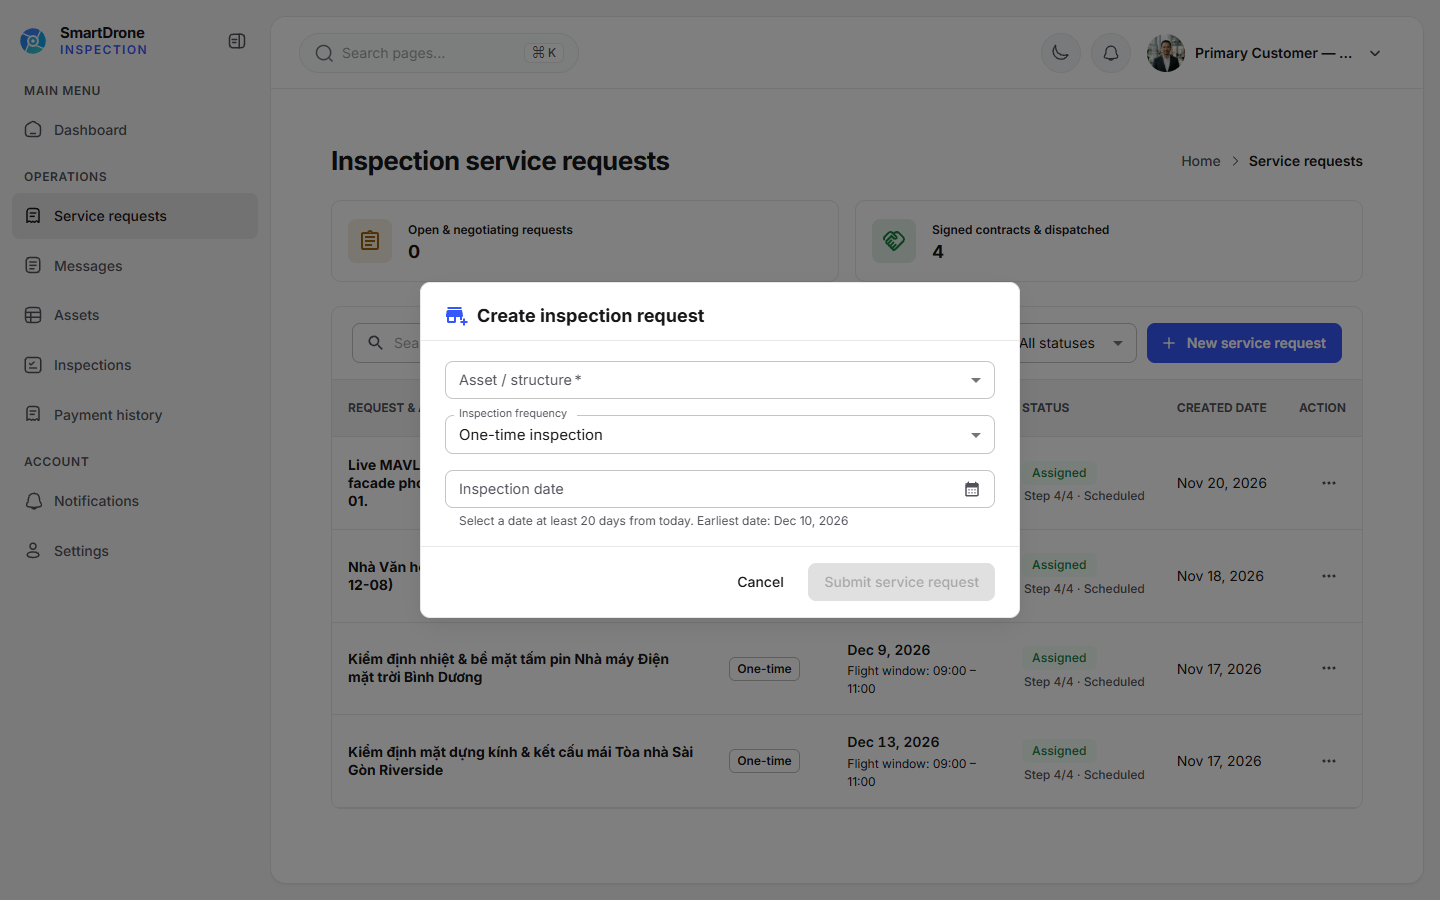 SmartDrone
INSPECTION
MAIN MENU
Dashboard
OPERATIONS
Service requests
Messages
Assets
Inspections
Payment history
ACCOUNT
Notifications
Settings
Search pages...
⌘ K
Primary Customer — ...
Inspection service requests
Home > Service requests
Open & negotiating requests
0
Signed contracts & dispatched
4
All statuses
+ New service request
REQUEST &
STATUS
CREATED DATE
ACTION
Live MAVL
facade pho
01.
Assigned
Step 4/4 · Scheduled
Nov 20, 2026
Nhà Văn h
12-08)
Assigned
Step 4/4 · Scheduled
Nov 18, 2026
Kiểm định nhiệt & bề mặt tấm pin Nhà máy Điện
mặt trời Bình Dương
One-time
Dec 9, 2026
Flight window: 09:00 –
11:00
Assigned
Step 4/4 · Scheduled
Nov 17, 2026
Kiểm định mặt dựng kính & kết cấu mái Tòa nhà Sài
Gòn Riverside
One-time
Dec 13, 2026
Flight window: 09:00 –
11:00
Assigned
Step 4/4 · Scheduled
Nov 17, 2026
Create inspection request
Asset / structure *
Inspection frequency
One-time inspection
Inspection date
Select a date at least 20 days from today. Earliest date: Dec 10, 2026
Cancel
Submit service request